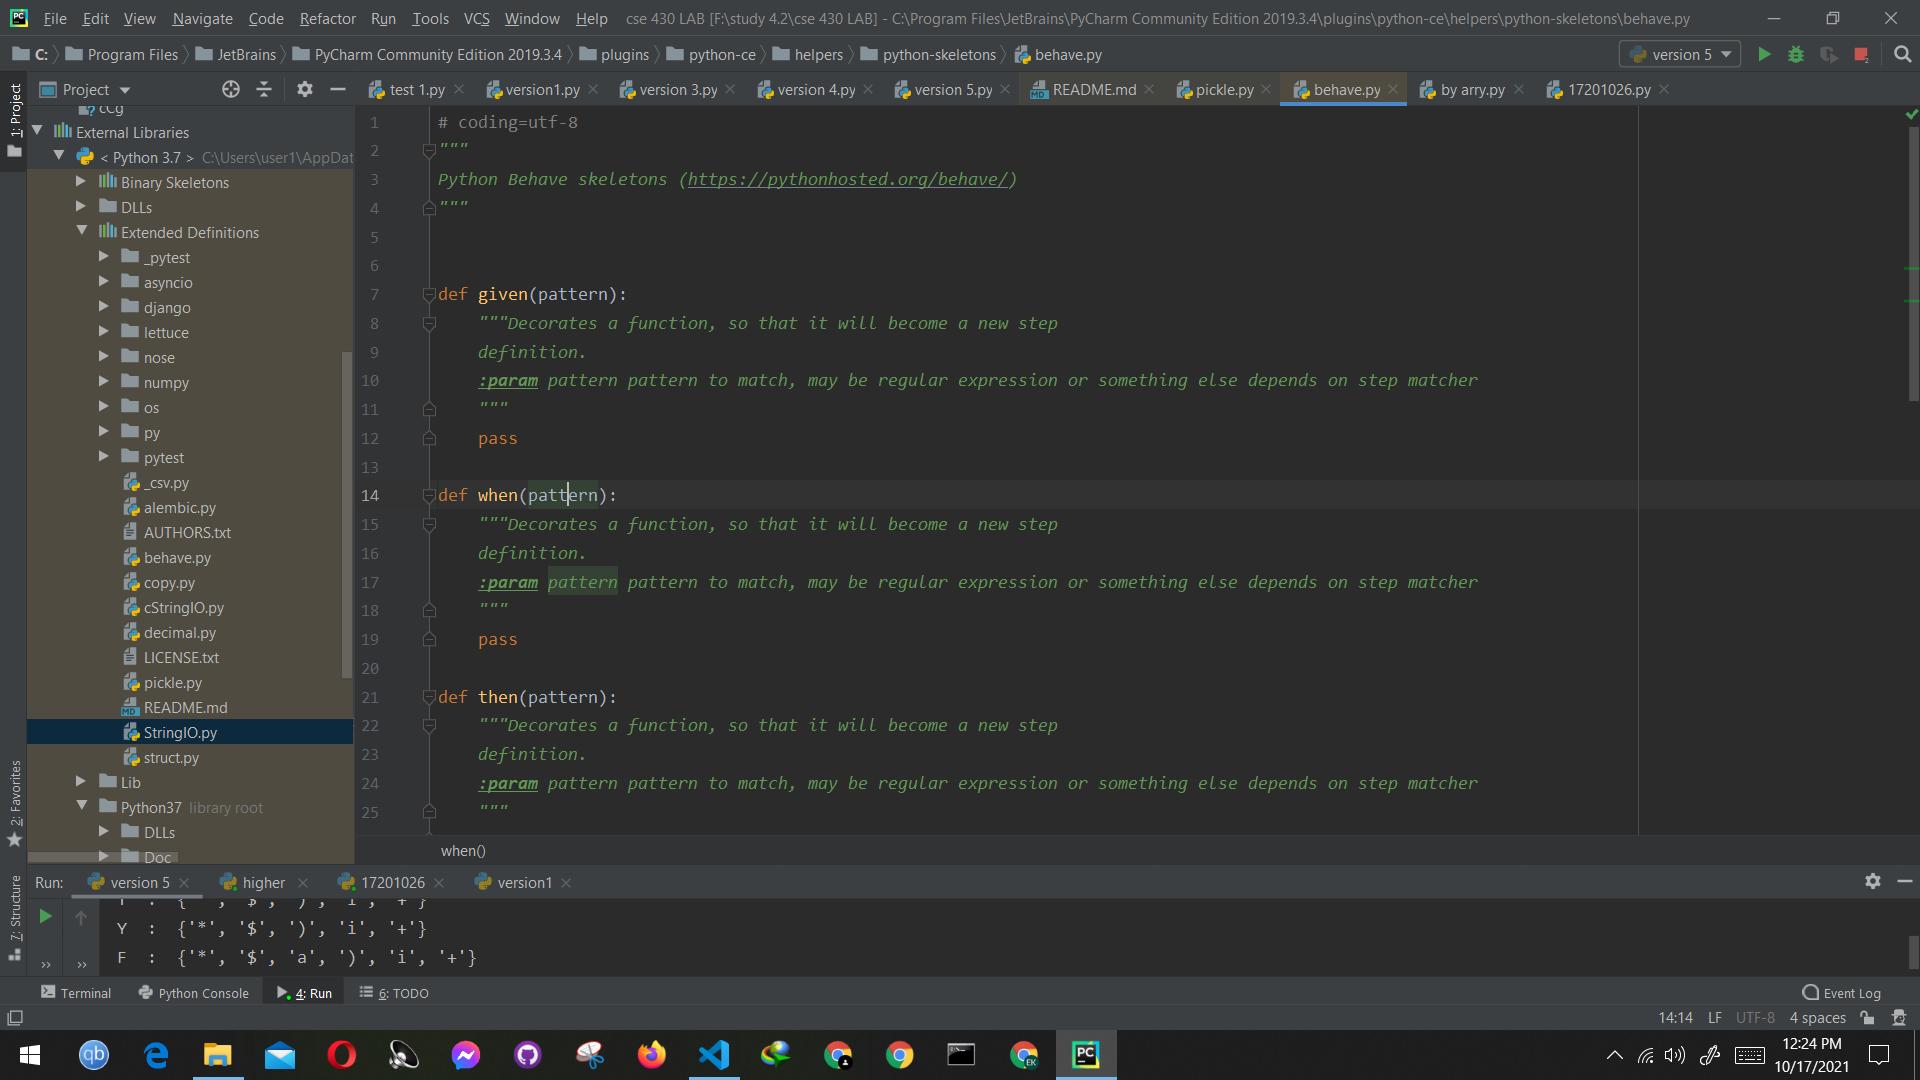 File Edit View Navigate Code Refactor Run Tools VCS Window Help cse 430 LAB [F:\study 4.2\cse 430 LAB] - C:\Program Files\JetBrains\PyCharm Community Edition 2019.3.4\plugins\python-ce\helpers\python-skeletons\behave.py
C: Program Files JetBrains PyCharm Community Edition 2019.3.4 plugins python-ce helpers python-skeletons behave.py version 5
1: Project
Project
test 1.py version1.py version 3.py version 4.py version 5.py README.md pickle.py behave.py by arry.py 17201026.py
External Libraries
< Python 3.7 > C:\Users\user1\AppDat
Binary Skeletons
DLLs
Extended Definitions
_pytest
asyncio
django
lettuce
nose
numpy
os
py
pytest
_csv.py
alembic.py
AUTHORS.txt
behave.py
copy.py
cStringIO.py
decimal.py
LICENSE.txt
pickle.py
README.md
StringIO.py
struct.py
Lib
Python37 library root
DLLs
Doc
1 # coding=utf-8
2 """
3 Python Behave skeletons (https://pythonhosted.org/behave/)
4 """
5
6
7 def given(pattern):
8 """Decorates a function, so that it will become a new step
9 definition.
10 :param pattern pattern to match, may be regular expression or something else depends on step matcher
11 """
12 pass
13
14 def when(pattern):
15 """Decorates a function, so that it will become a new step
16 definition.
17 :param pattern pattern to match, may be regular expression or something else depends on step matcher
18 """
19 pass
20
21 def then(pattern):
22 """Decorates a function, so that it will become a new step
23 definition.
24 :param pattern pattern to match, may be regular expression or something else depends on step matcher
25 """
when()
2: Favorites
7: Structure
Run: version 5 higher 17201026 version1
Y : {'*', '$', ')', 'i', '+'}
F : {'*', '$', 'a', ')', 'i', '+'}
Terminal Python Console 4: Run 6: TODO Event Log
14:14 LF UTF-8 4 spaces
12:24 PM
10/17/2021